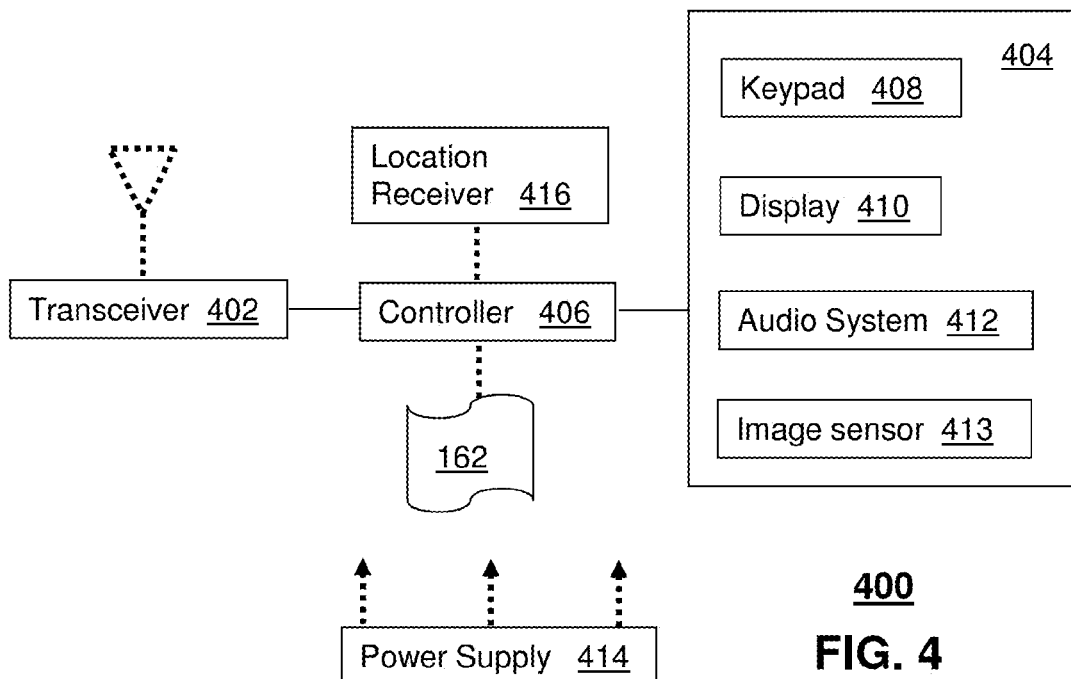 404
Keypad 408
Location
Receiver 416
Display 410
Transceiver 402
Controller 406
Audio System 412
Image sensor 413
162
400
Power Supply 414
FIG. 4